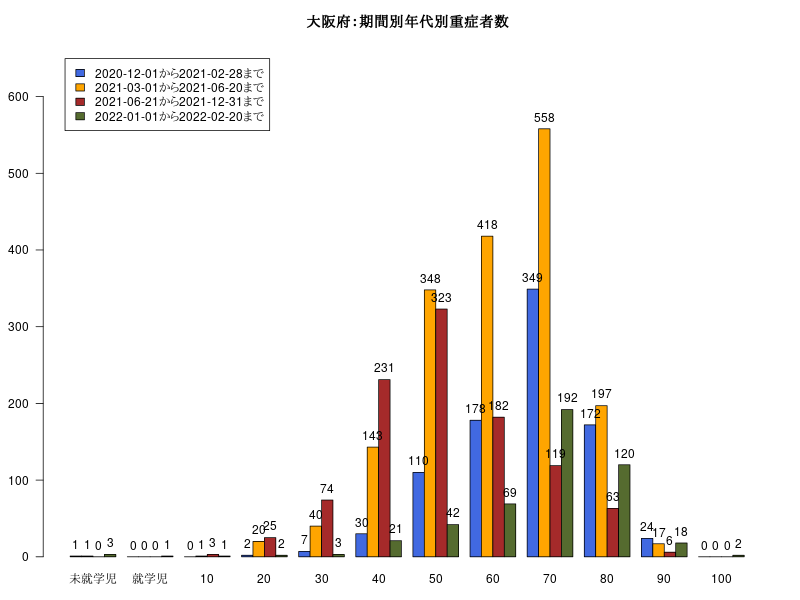 大阪府：期間別年代別重症者数
2020-12-01から2021-02-28まで
2021-03-01から2021-06-20まで
2021-06-21から2021-12-31まで
2022-01-01から2022-02-20まで
600
500
400
300
200
100
0
1 1 0 3
0 0 0 1
0 1 3 1
2 20 25 2
7 40 74 3
30 143 231 21
110 348 323 42
178 418 182 69
349 558 119 192
172 197 63 120
24 17 6 18
0 0 0 2
未就学児 就学児 10 20 30 40 50 60 70 80 90 100